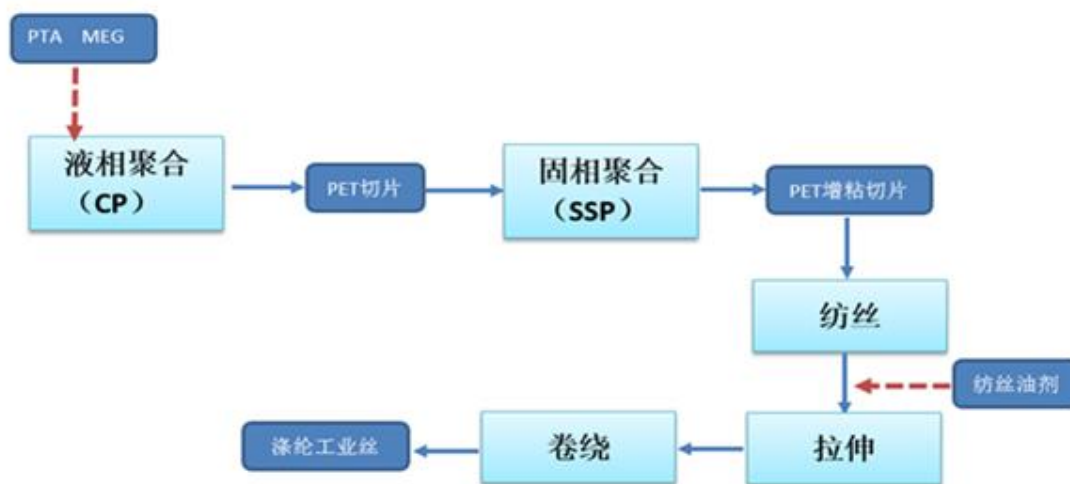 PTA MEG
液相聚合
（CP）
PET切片
固相聚合
（SSP）
PET增粘切片
纺丝
纺丝油剂
拉伸
卷绕
涤纶工业丝